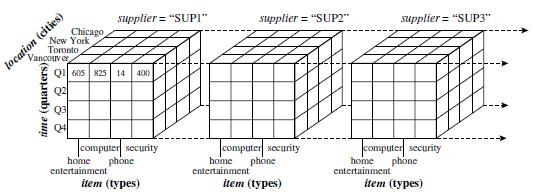 supplier = "SUP1" supplier = "SUP2" supplier = "SUP3"
location (cities)
Chicago
New York
Toronto
Vancouver
time (quarters)
Q1 605 825 14 400
Q2
Q3
Q4
computer security computer security computer security
home phone home phone home phone
entertainment entertainment entertainment
item (types) item (types) item (types)